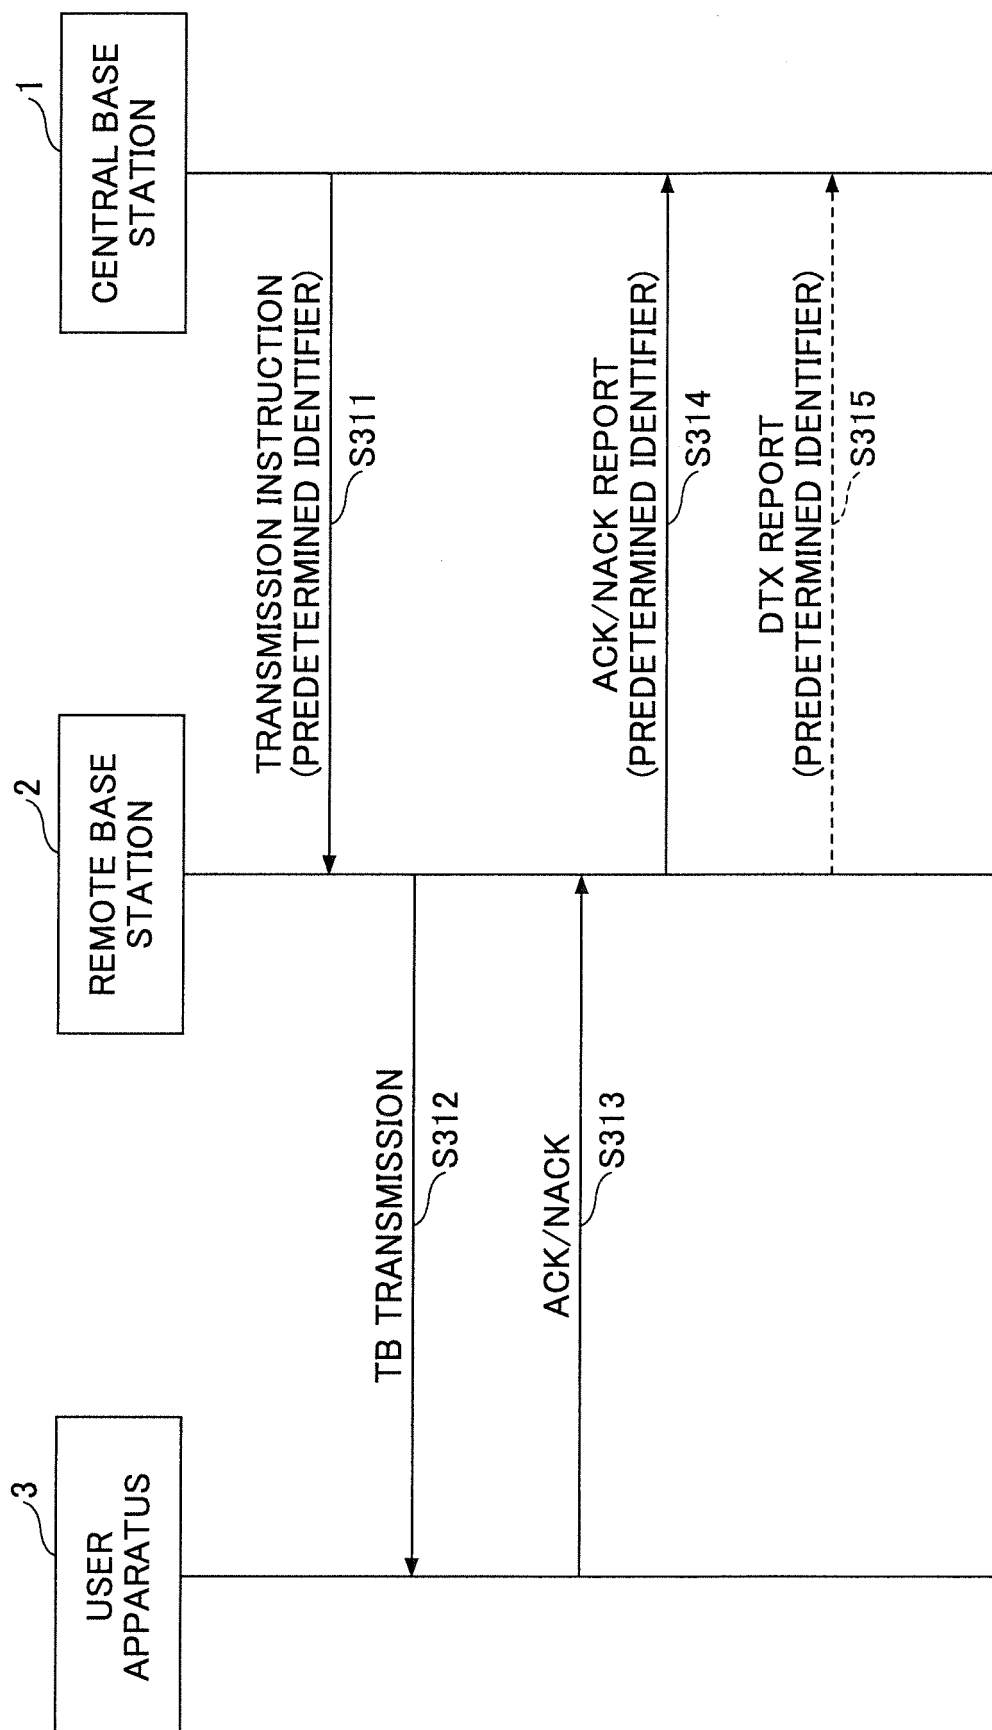 3
USER
APPARATUS
2
REMOTE BASE
STATION
1
CENTRAL BASE
STATION
TRANSMISSION INSTRUCTION
(PREDETERMINED IDENTIFIER)
S311
TB TRANSMISSION
S312
ACK/NACK
S313
ACK/NACK REPORT
(PREDETERMINED IDENTIFIER)
S314
DTX REPORT
(PREDETERMINED IDENTIFIER)
S315